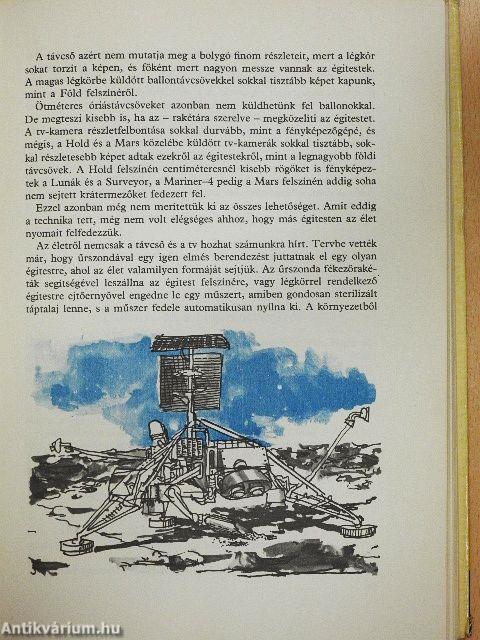 A távcső azért nem mutatja meg a bolygó finom részleteit, mert a légkör
sokat torzít a képen, és főként mert nagyon messze vannak az égitestek.
A magas légkörbe küldött ballontávcsövekkel sokkal tisztább képet kapunk,
mint a Föld felszínéről.
Ötméteres óriástávcsöveket azonban nem küldhetünk fel ballonokkal.
De megteszi kisebb is, ha az – rakétára szerelve – megközelíti az égitestet.
A tv-kamera részletfelbontása sokkal durvább, mint a fényképezőgépé, és
mégis, a Hold és a Mars közelébe küldött tv-kamerák sokkal tisztább, sok-
kal részletesebb képet adtak ezekről az égitestekről, mint a legnagyobb földi
távcsövek. A Hold felszínén centiméteresnél kisebb rögöket is fényképez-
tek a Lunák és a Surveyor, a Mariner–4 pedig a Mars felszínén addig soha
nem sejtett krátermezőket fedezett fel.
Ezzel azonban még nem merítettük ki az összes lehetőséget. Amit eddig
a technika tett, még nem volt elégséges ahhoz, hogy más égitesten az élet
nyomait felfedezzük.
Az életről nemcsak a távcső és a tv hozhat számunkra hírt. Tervbe vették
már, hogy űrszondával egy igen elmés berendezést juttatnak el egy olyan
égitestre, ahol az élet valamilyen formáját sejtjük. Az űrszonda fékezőraké-
ták segítségével leszállna az égitest felszínére, vagy légkörrel rendelkező
égitestre ejtőernyővel engedne le egy műszert, amiben gondosan sterilizált
táptalaj lenne, s a műszer fedele automatikusan nyílna ki. A környezetből
Antikvárium.hu